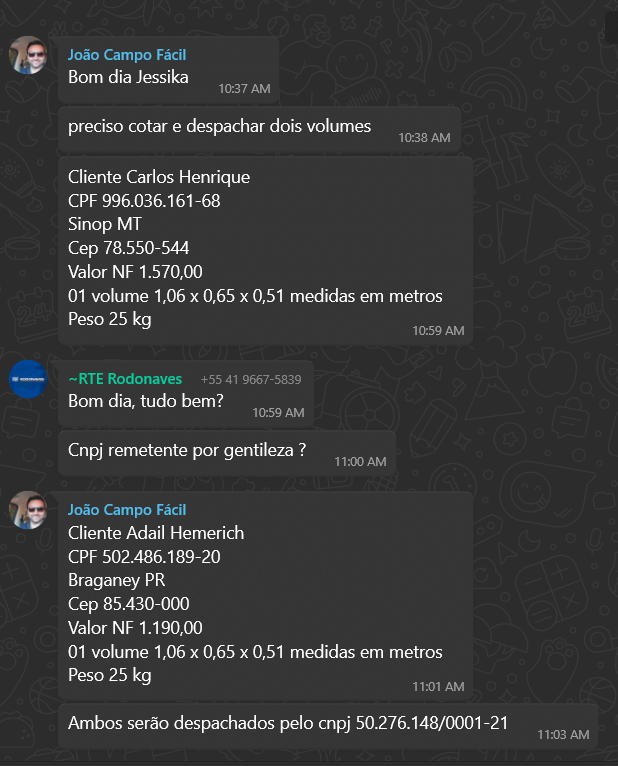 João Campo Fácil
Bom dia Jessika
10:37 AM
preciso cotar e despachar dois volumes
10:38 AM
Cliente Carlos Henrique
CPF 996.036.161-68
Sinop MT
Cep 78.550-544
Valor NF 1.570,00
01 volume 1,06 x 0,65 x 0,51 medidas em metros
Peso 25 kg
10:59 AM
~RTE Rodonaves +55 41 9667-5839
Bom dia, tudo bem?
10:59 AM
Cnpj remetente por gentileza ?
11:00 AM
João Campo Fácil
Cliente Adail Hemerich
CPF 502.486.189-20
Braganey PR
Cep 85.430-000
Valor NF 1.190,00
01 volume 1,06 x 0,65 x 0,51 medidas em metros
Peso 25 kg
11:01 AM
Ambos serão despachados pelo cnpj 50.276.148/0001-21
11:03 AM